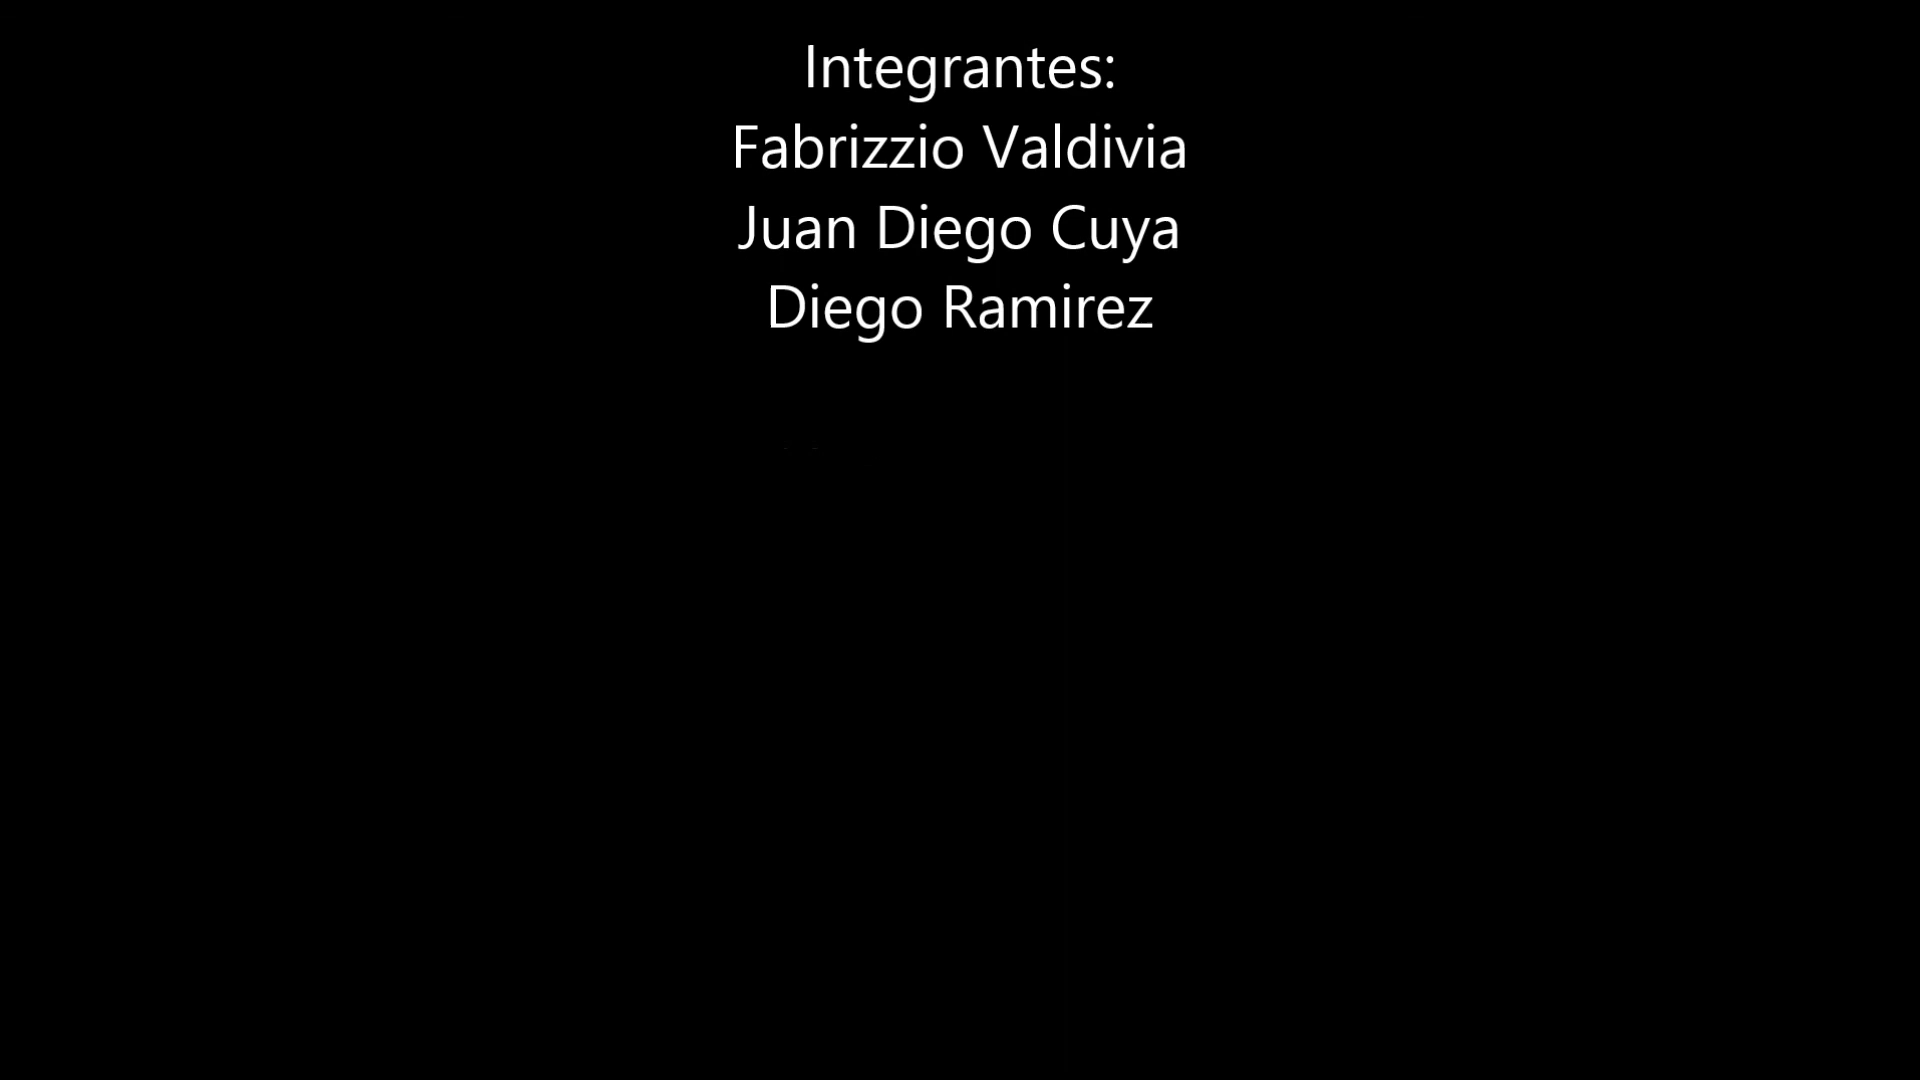 Integrantes:
Fabrizzio Valdivia
Juan Diego Cuya
Diego Ramirez